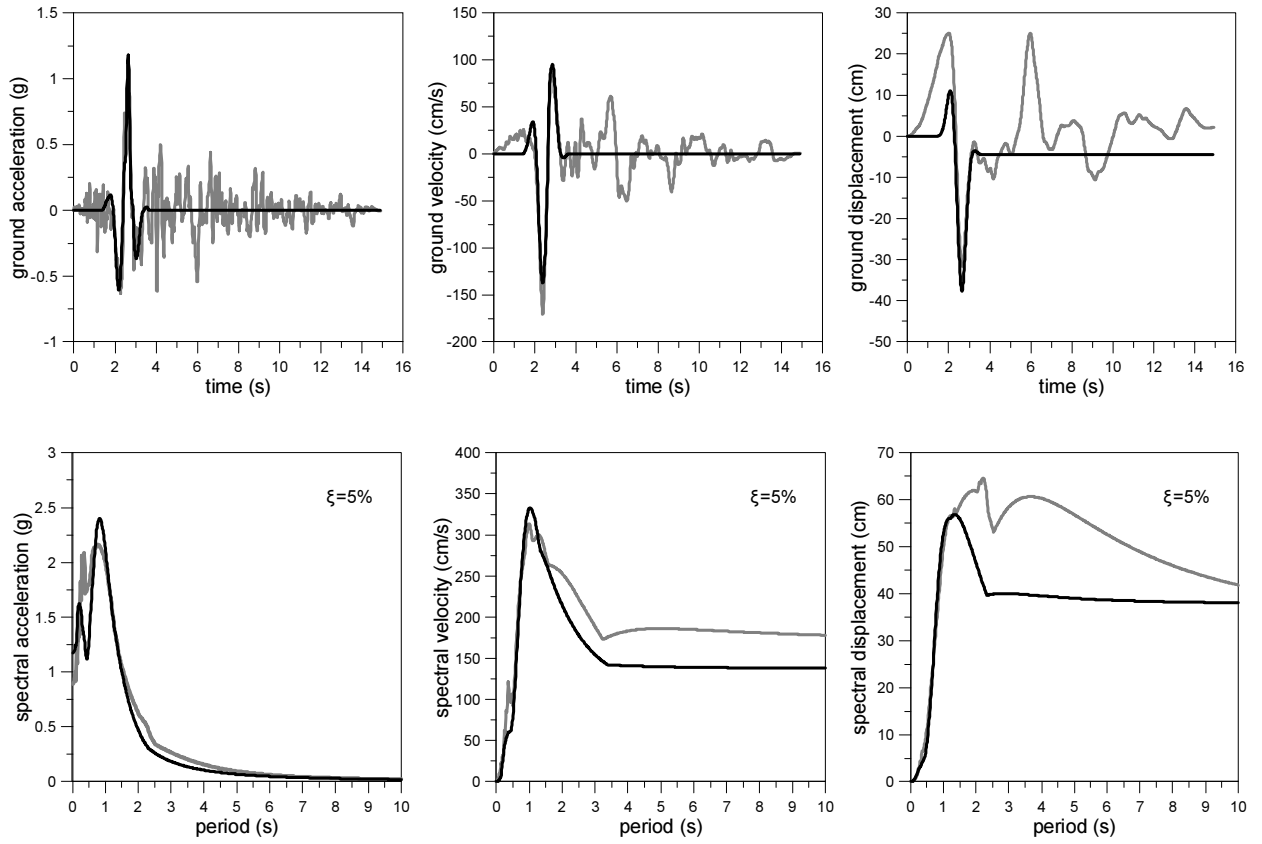 1.5
1
0.5
0
-0.5
-1
ground acceleration (g)
0 2 4 6 8 10 12 14 16
time (s)
150
100
50
0
-50
-100
-150
-200
ground velocity (cm/s)
0 2 4 6 8 10 12 14 16
time (s)
30
20
10
0
-10
-20
-30
-40
-50
ground displacement (cm)
0 2 4 6 8 10 12 14 16
time (s)
3
2.5
2
1.5
1
0.5
0
spectral acceleration (g)
ξ=5%
0 1 2 3 4 5 6 7 8 9 10
period (s)
400
350
300
250
200
150
100
50
0
spectral velocity (cm/s)
ξ=5%
0 1 2 3 4 5 6 7 8 9 10
period (s)
70
60
50
40
30
20
10
0
spectral displacement (cm)
ξ=5%
0 1 2 3 4 5 6 7 8 9 10
period (s)